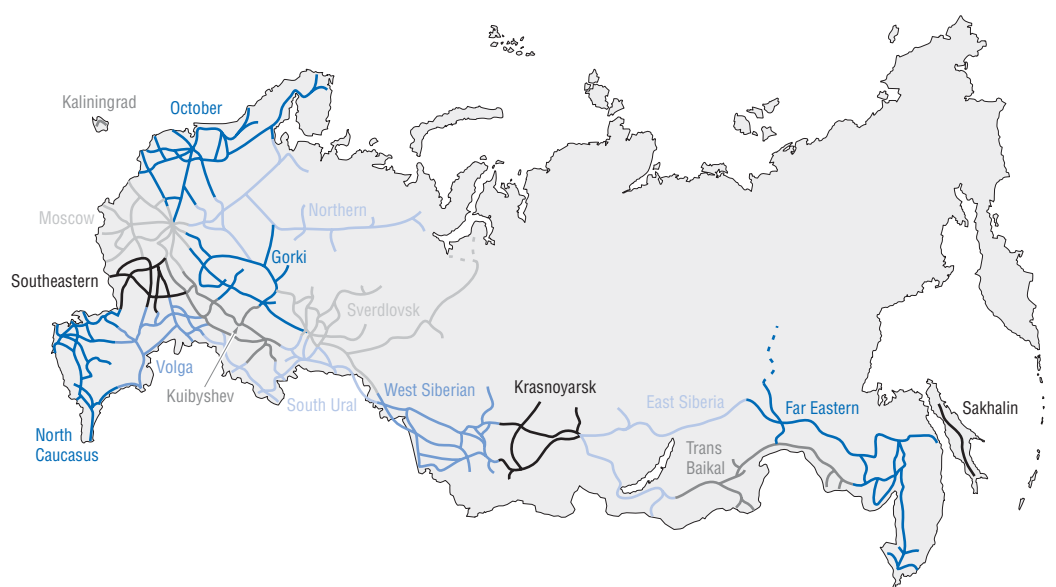 Kaliningrad
October
Moscow
Northern
Gorki
Southeastern
Sverdlovsk
Volga
Kuibyshev
South Ural
West Siberian
Krasnoyarsk
East Siberia
Far Eastern
Sakhalin
North
Caucasus
Trans
Baikal